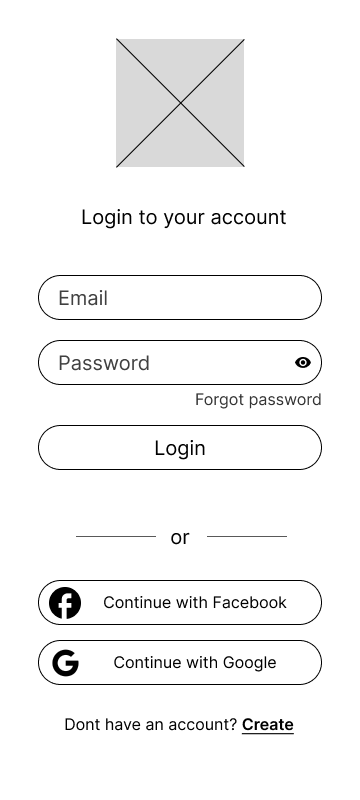 Login to your account
Email
Password
Forgot password
Login
or
Continue with Facebook
Continue with Google
Dont have an account? Create